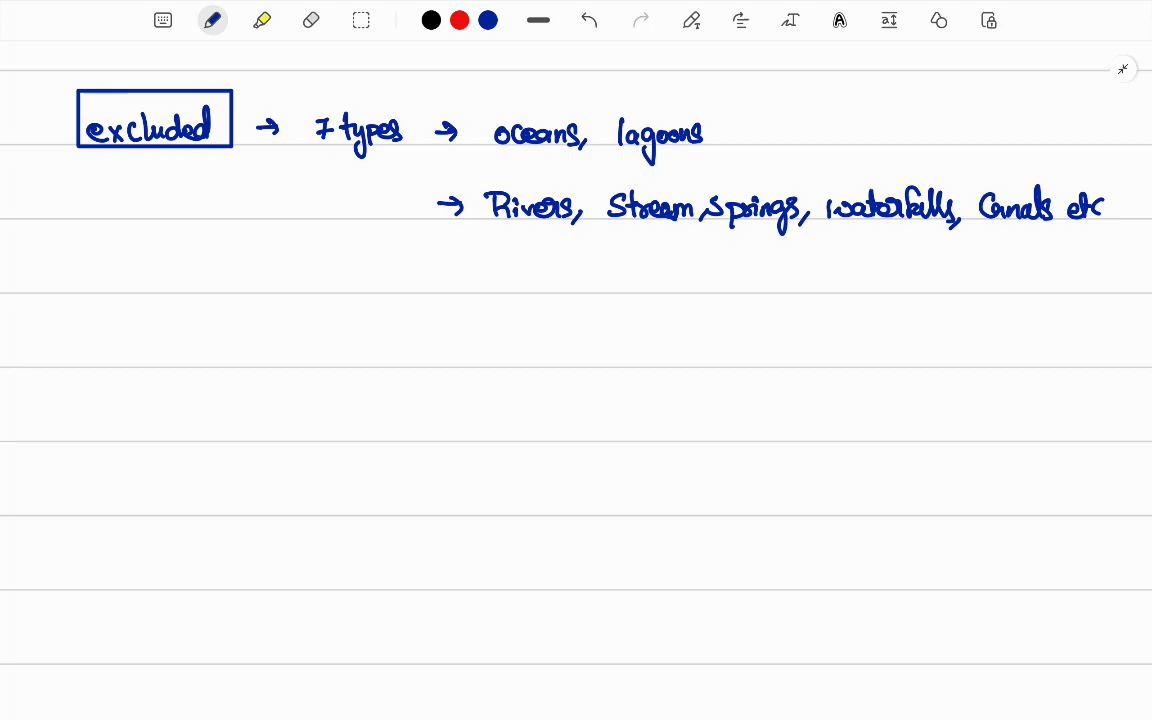 excluded → 7 types → oceans, lagoons
→ Rivers, Stream, springs, waterfalls, Canals etc